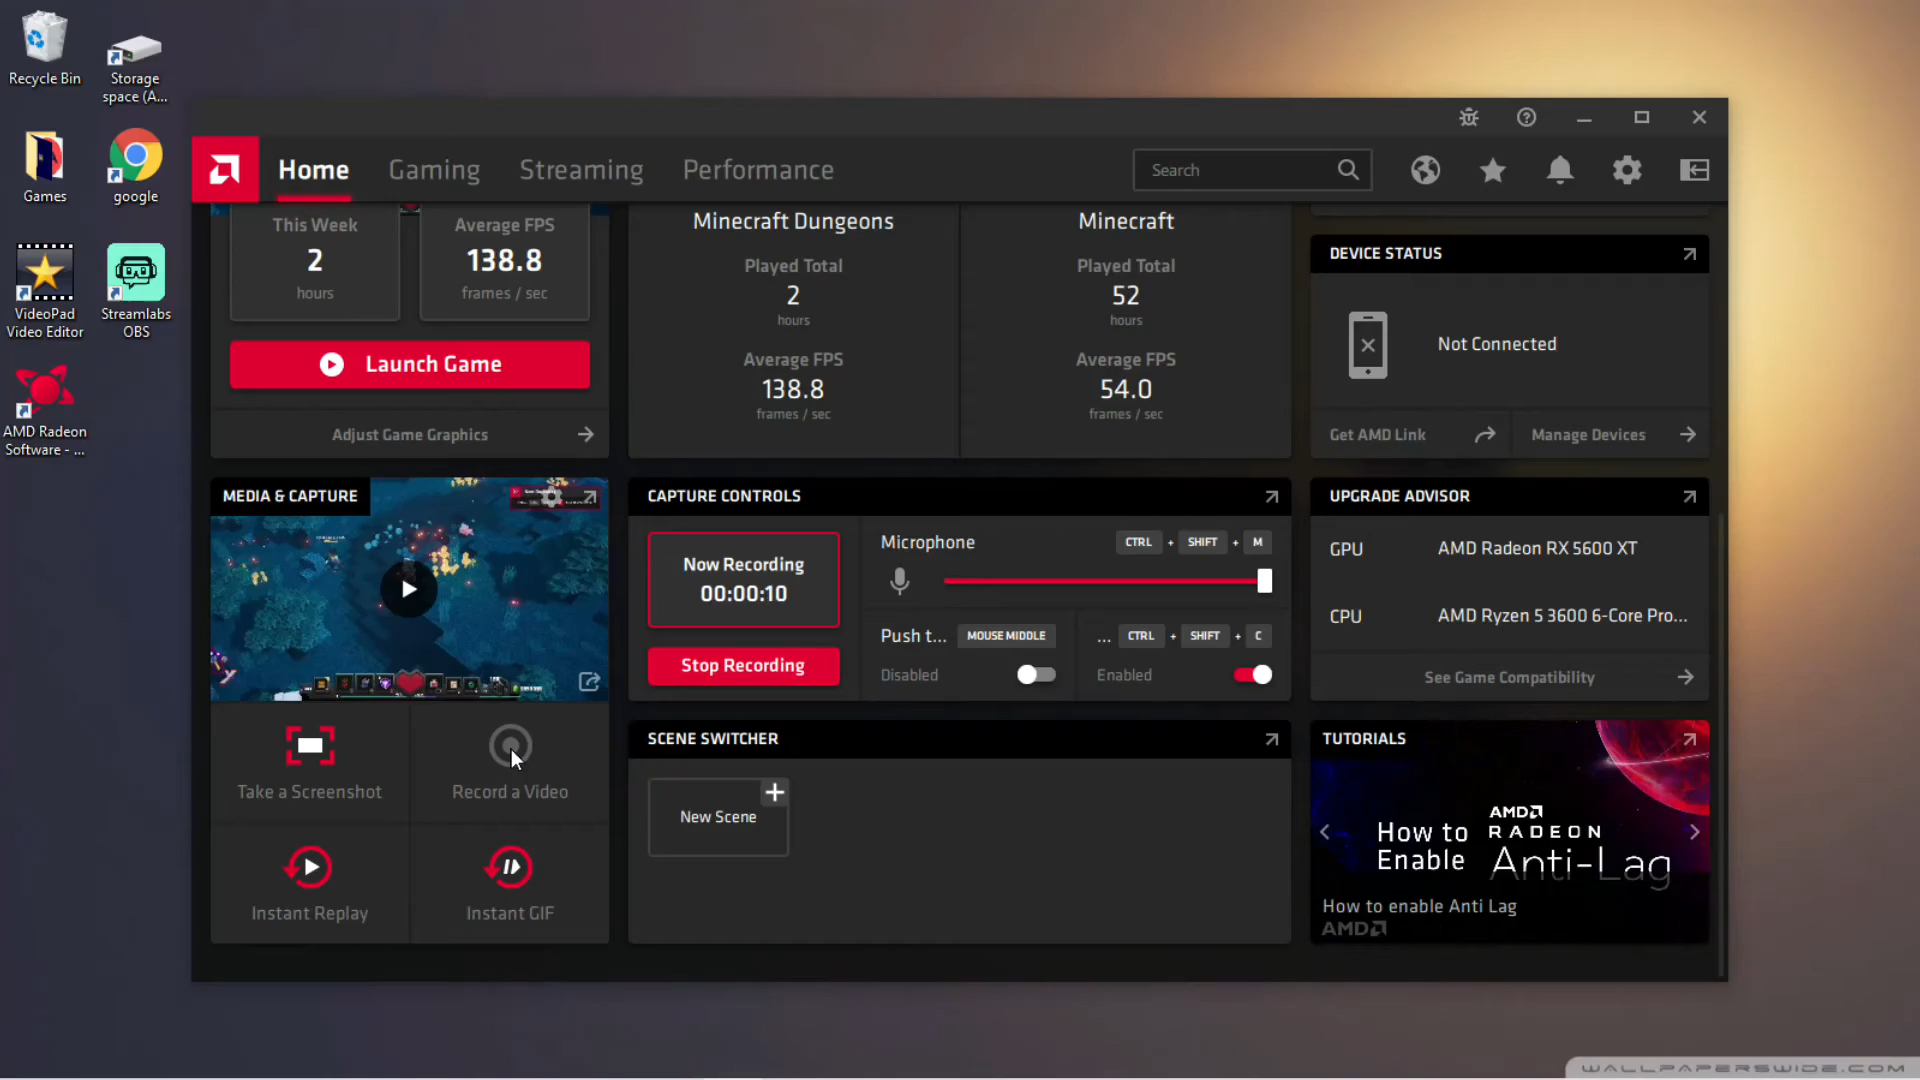 Recycle Bin
Storage
space (A...
Games
google
VideoPad
Video Editor
Streamlabs
OBS
AMD Radeon
Software - ...
Home
Gaming
Streaming
Performance
Search
This Week
2
hours
Average FPS
138.8
frames / sec
Launch Game
Adjust Game Graphics
Minecraft Dungeons
Played Total
2
hours
Average FPS
138.8
frames / sec
Minecraft
Played Total
52
hours
Average FPS
54.0
frames / sec
DEVICE STATUS
Not Connected
Get AMD Link
Manage Devices
MEDIA & CAPTURE
Take a Screenshot
Record a Video
Instant Replay
Instant GIF
CAPTURE CONTROLS
Now Recording
00:00:10
Stop Recording
Microphone
CTRL + SHIFT + M
Push t... MOUSE MIDDLE
Disabled
... CTRL + SHIFT + C
Enabled
SCENE SWITCHER
New Scene
UPGRADE ADVISOR
GPU AMD Radeon RX 5600 XT
CPU AMD Ryzen 5 3600 6-Core Pro...
See Game Compatibility
TUTORIALS
How to
Enable
AMD
RADEON
Anti-Lag
How to enable Anti Lag
AMD
WALLPAPERSWIDE.COM